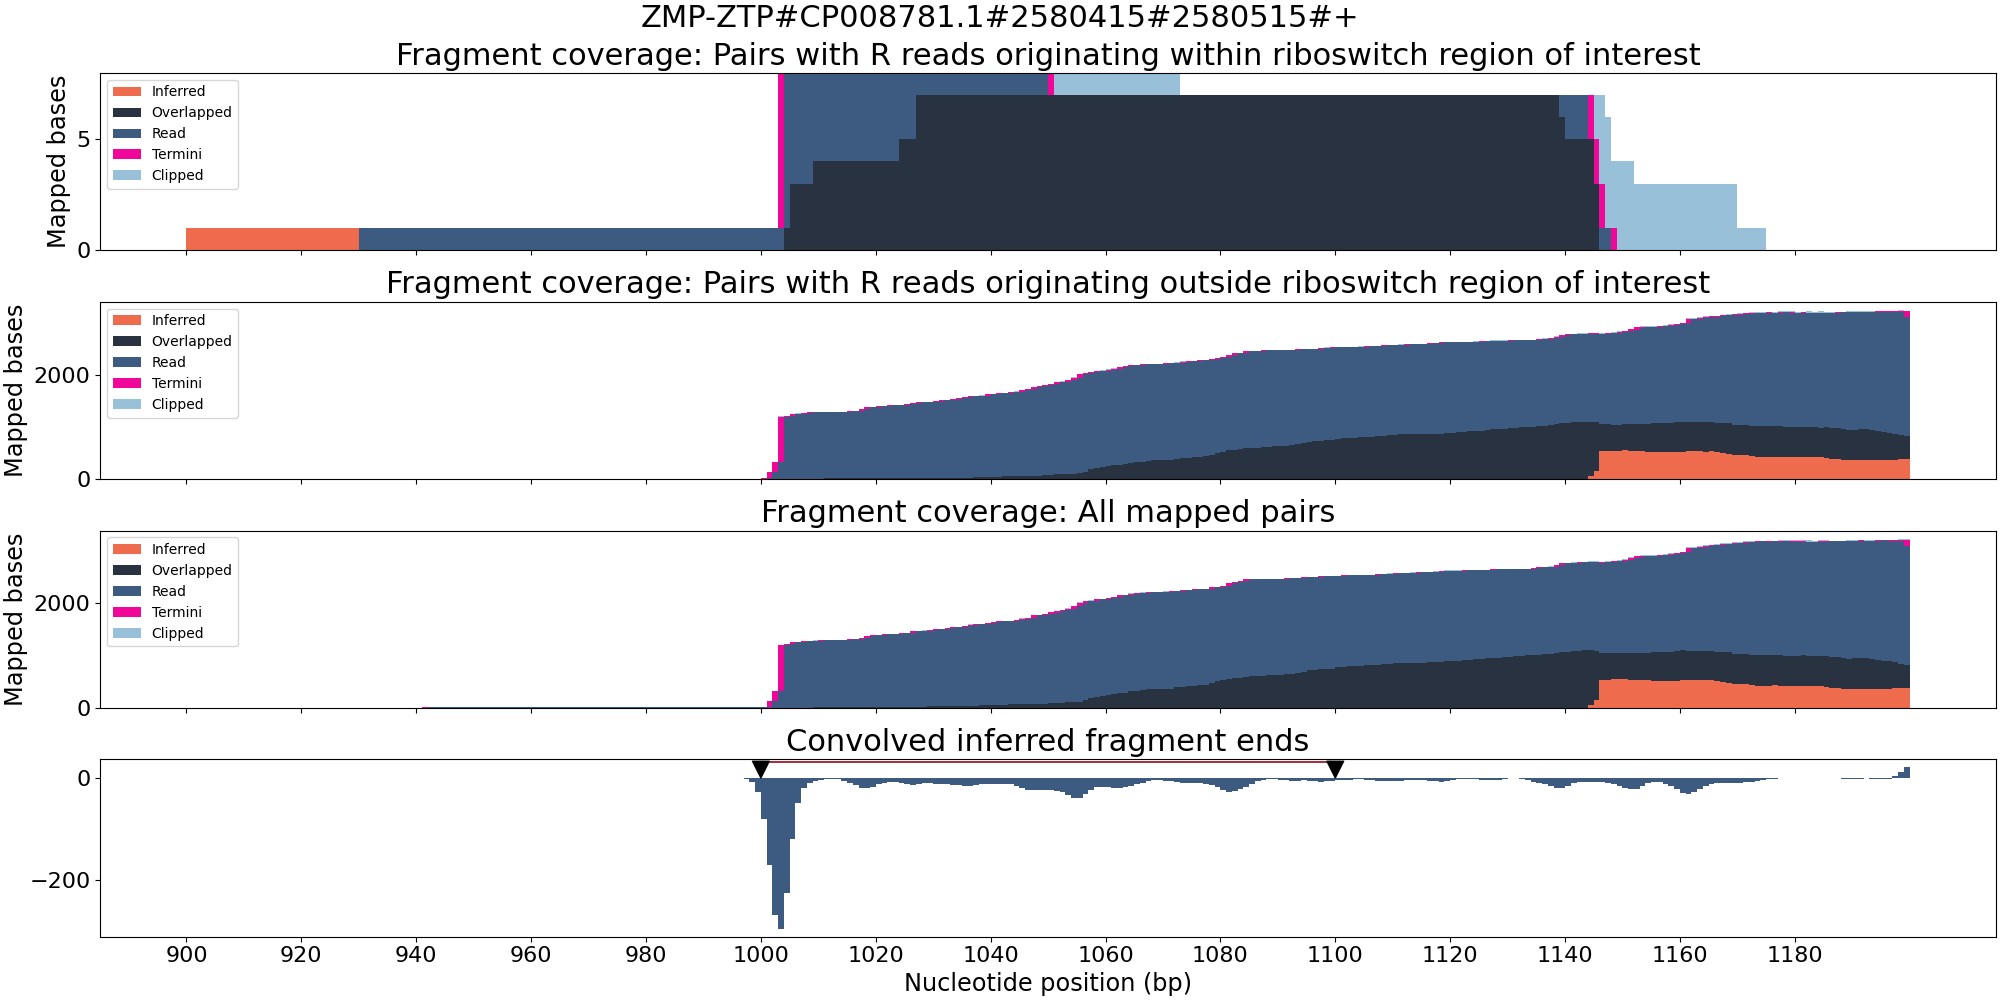 ZMP-ZTP#CP008781.1#2580415#2580515#+
Fragment coverage: Pairs with R reads originating within riboswitch region of interest
Mapped bases
5
0
Inferred
Overlapped
Read
Termini
Clipped
Fragment coverage: Pairs with R reads originating outside riboswitch region of interest
Mapped bases
2000
0
Inferred
Overlapped
Read
Termini
Clipped
Fragment coverage: All mapped pairs
Mapped bases
2000
0
Inferred
Overlapped
Read
Termini
Clipped
Convolved inferred fragment ends
0
−200
900 920 940 960 980 1000 1020 1040 1060 1080 1100 1120 1140 1160 1180
Nucleotide position (bp)